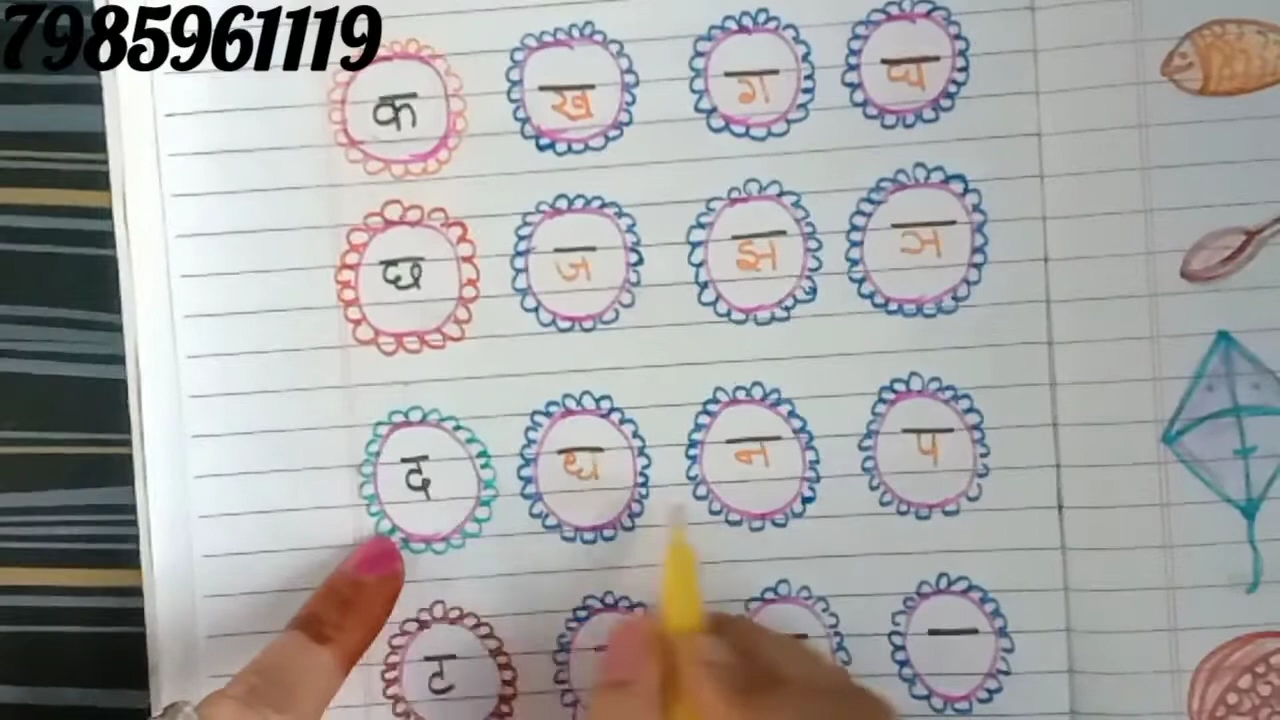 7985961119
क ख ग घ
छ ज झ ञ
द ध न प
ट